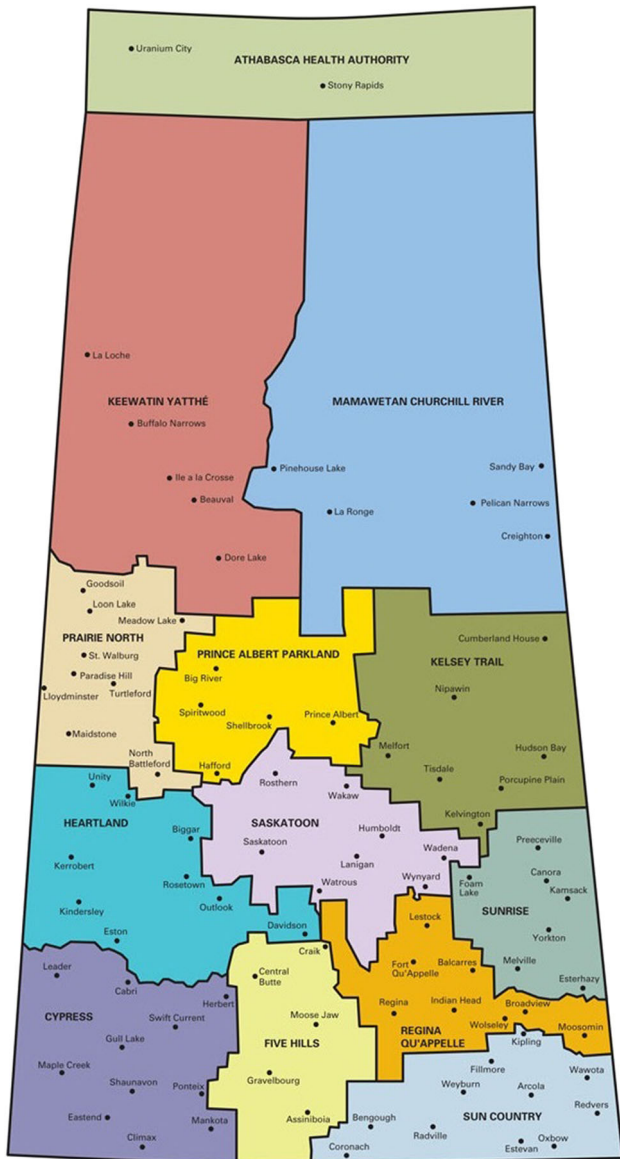 Uranium City
ATHABASCA HEALTH AUTHORITY
Stony Rapids
La Loche
KEEWATIN YATTHÉ
MAMAWETAN CHURCHILL RIVER
Buffalo Narrows
Pinehouse Lake
Sandy Bay
Ile a la Crosse
Beauval
Pelican Narrows
La Ronge
Creighton
Dore Lake
Goodsoil
Loon Lake
Meadow Lake
PRAIRIE NORTH
St. Walburg
Paradise Hill
Turtleford
Lloydminster
Maidstone
North
Battleford
PRINCE ALBERT PARKLAND
Big River
Spiritwood
Shellbrook
Prince Albert
Hafford
Cumberland House
KELSEY TRAIL
Nipawin
Melfort
Hudson Bay
Tisdale
Porcupine Plain
Kelvington
Unity
Wilkie
HEARTLAND
Biggar
Kerrobert
Rosetown
Kindersley
Outlook
Eston
Davidson
Rosthern
Wakaw
SASKATOON
Humboldt
Saskatoon
Lanigan
Wadena
Watrous
Wynyard
Preeceville
Foam
Lake
Canora
Kamsack
SUNRISE
Yorkton
Melville
Esterhazy
Leader
Cabri
CYPRESS
Herbert
Swift Current
Gull Lake
Maple Creek
Shaunavon
Ponteix
Eastend
Mankota
Climax
Craik
Central
Butte
Moose Jaw
FIVE HILLS
Gravelbourg
Assiniboia
Lestock
Fort
Qu'Appelle
Balcarres
Regina
Indian Head
Broadview
Wolseley
Moosomin
REGINA
QU'APPELLE
Kipling
Fillmore
Wawota
Weyburn
Arcola
Redvers
SUN COUNTRY
Bengough
Radville
Oxbow
Estevan
Coronach